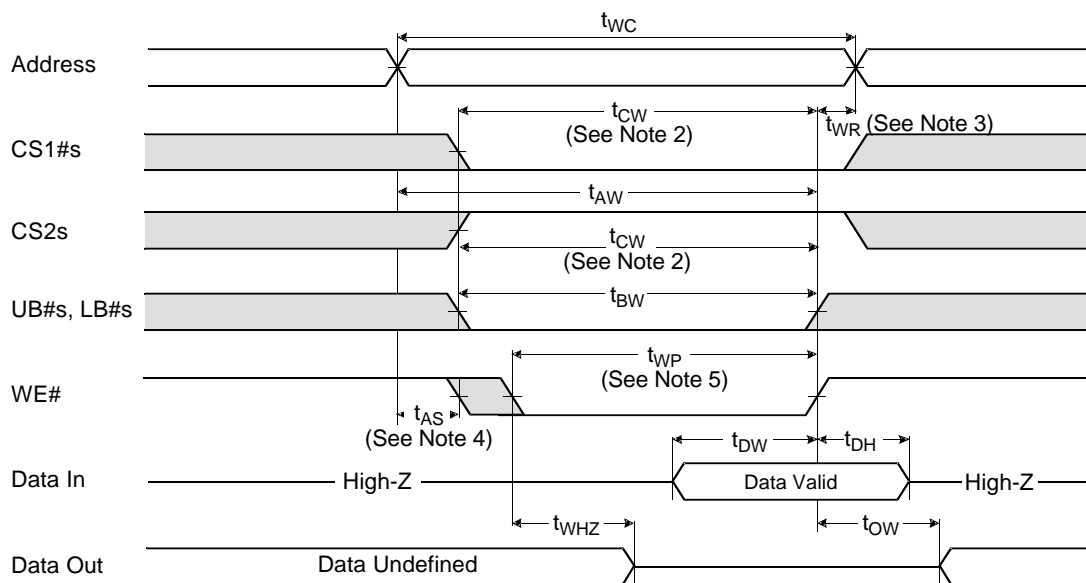 tWC
Address
tCW
(See Note 2)
tWR (See Note 3)
CS1#s
tAW
CS2s
tCW
(See Note 2)
tBW
UB#s, LB#s
tWP
(See Note 5)
WE#
tAS
(See Note 4)
tDW
tDH
Data In
High-Z
Data Valid
High-Z
tWHZ
tOW
Data Out
Data Undefined